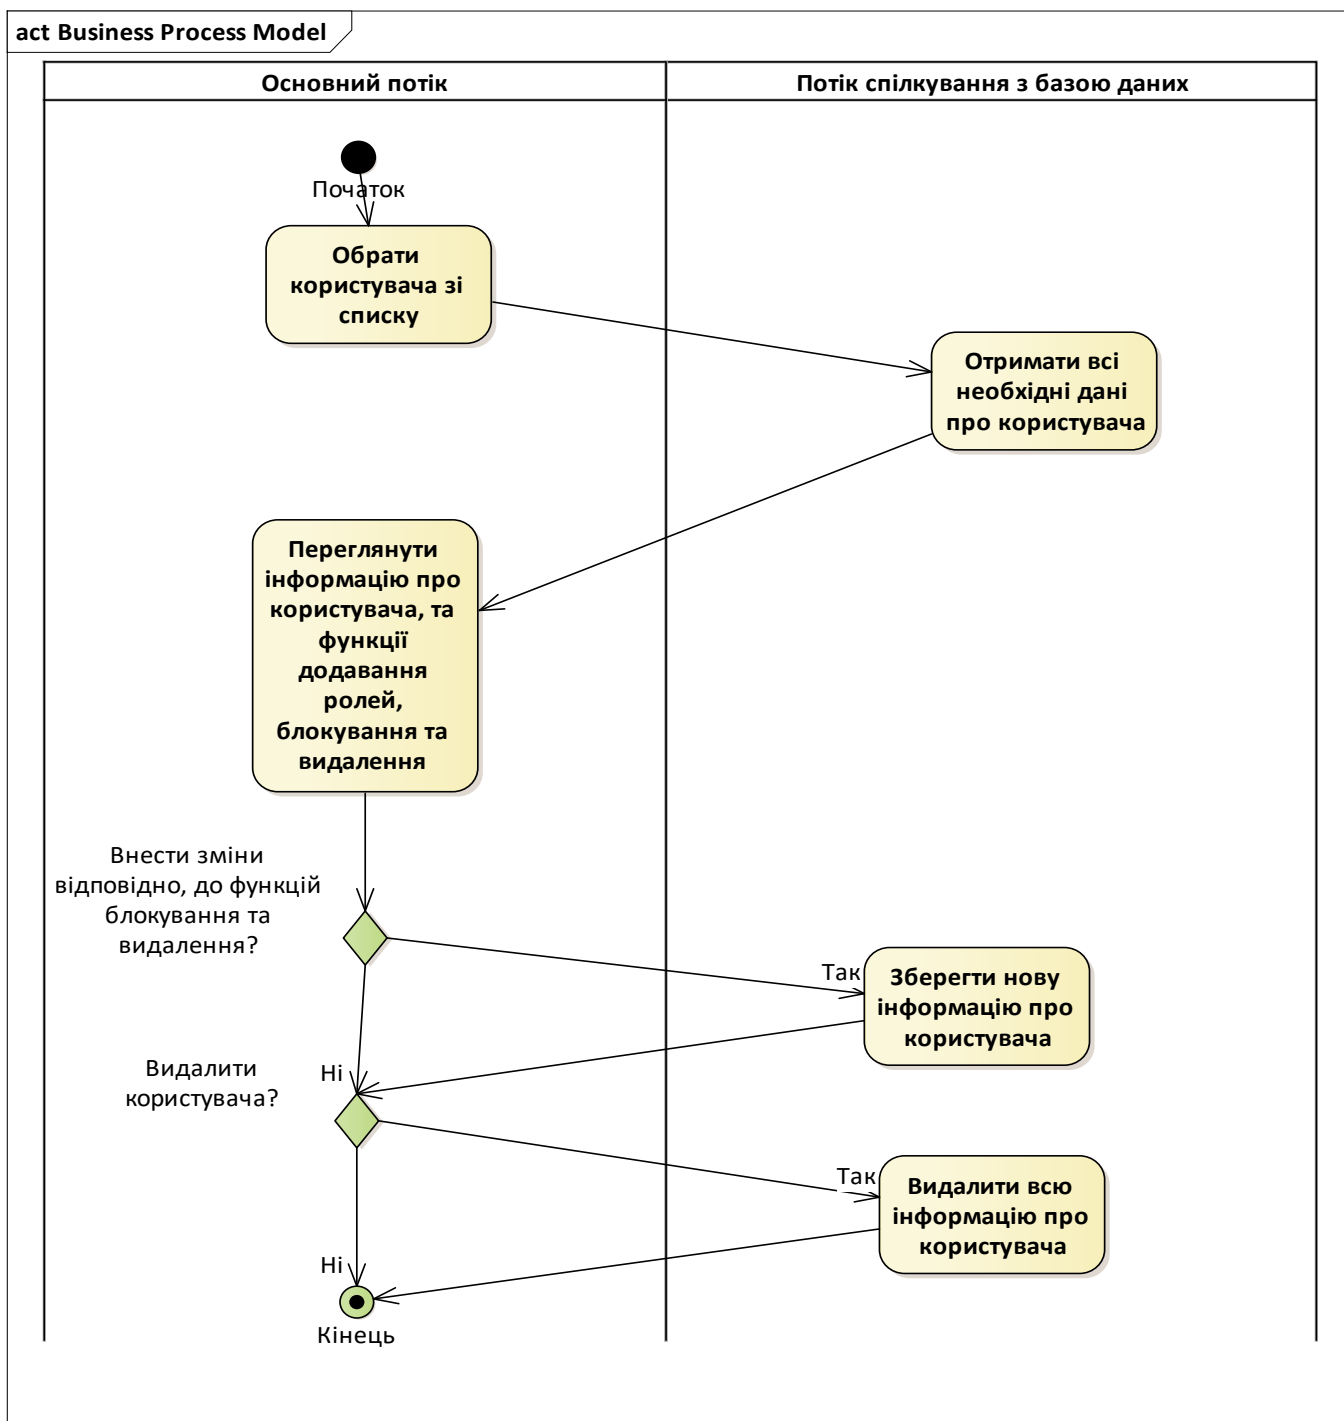 act Business Process Model
Основний потік
Потік спілкування з базою даних
Початок
Обрати
користувача зі
списку
Отримати всі
необхідні дані
про користувача
Переглянути
інформацію про
користувача, та
функції
додавання
ролей,
блокування та
видалення
Внести зміни
відповідно, до функцій
блокування та
видалення?
Так
Зберегти нову
інформацію про
користувача
Видалити
користувача?
Ні
Так
Видалити всю
інформацію про
користувача
Ні
Кінець